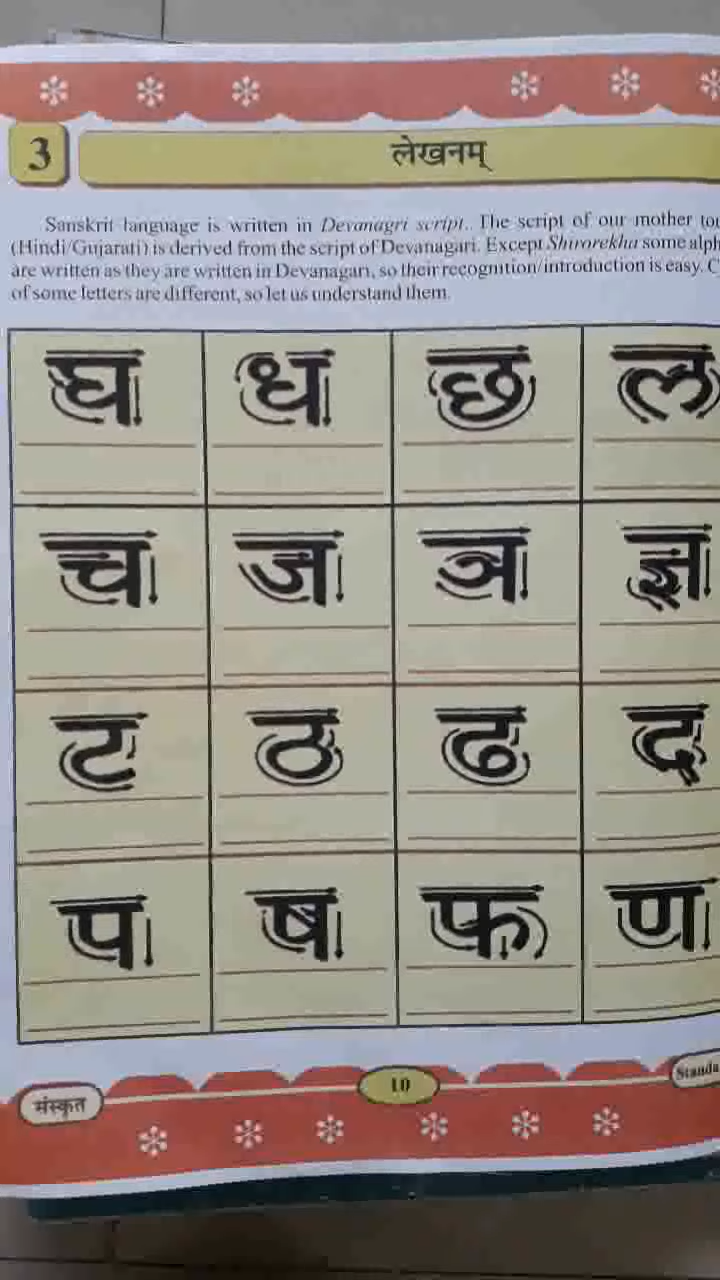 3 लेखनम्
Sanskrit language is written in Devanagri script.. The script of our mother
(Hindi/Gujarati) is derived from the script of Devanagari. Except Shirorekha some
are written as they are written in Devanagari, so their recognition/introduction is easy.
of some letters are different, so let us understand them.
घ ध छ ल
च ज ञ ज्ञ
ट ठ ढ द
प ष फ ण
संस्कृत 10